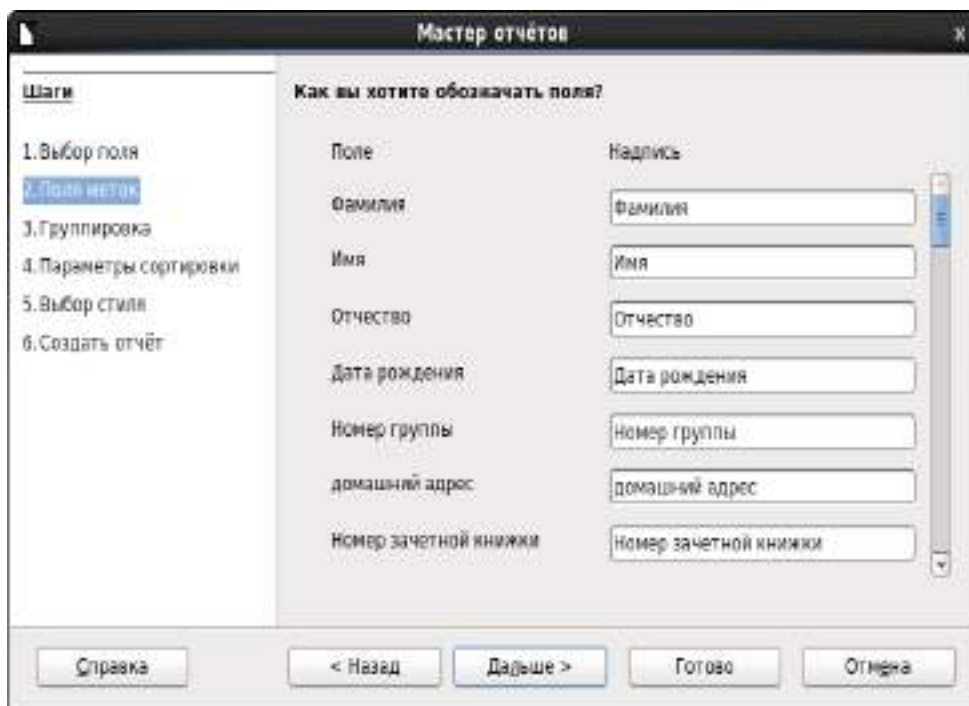 Мастер отчётов
x
Шаги
1.Выбор поля
2.Поля меток
3.Группировка
4.Параметры сортировки
5.Выбор стиля
6.Создать отчёт
Как вы хотите обозначать поля?
Поле Надпись
Фамилия Фамилия
Имя Имя
Отчество Отчество
Дата рождения Дата рождения
Номер группы Номер группы
домашний адрес домашний адрес
Номер зачетной книжки Номер зачетной книжки
Справка < Назад Дальше > Готово Отмена